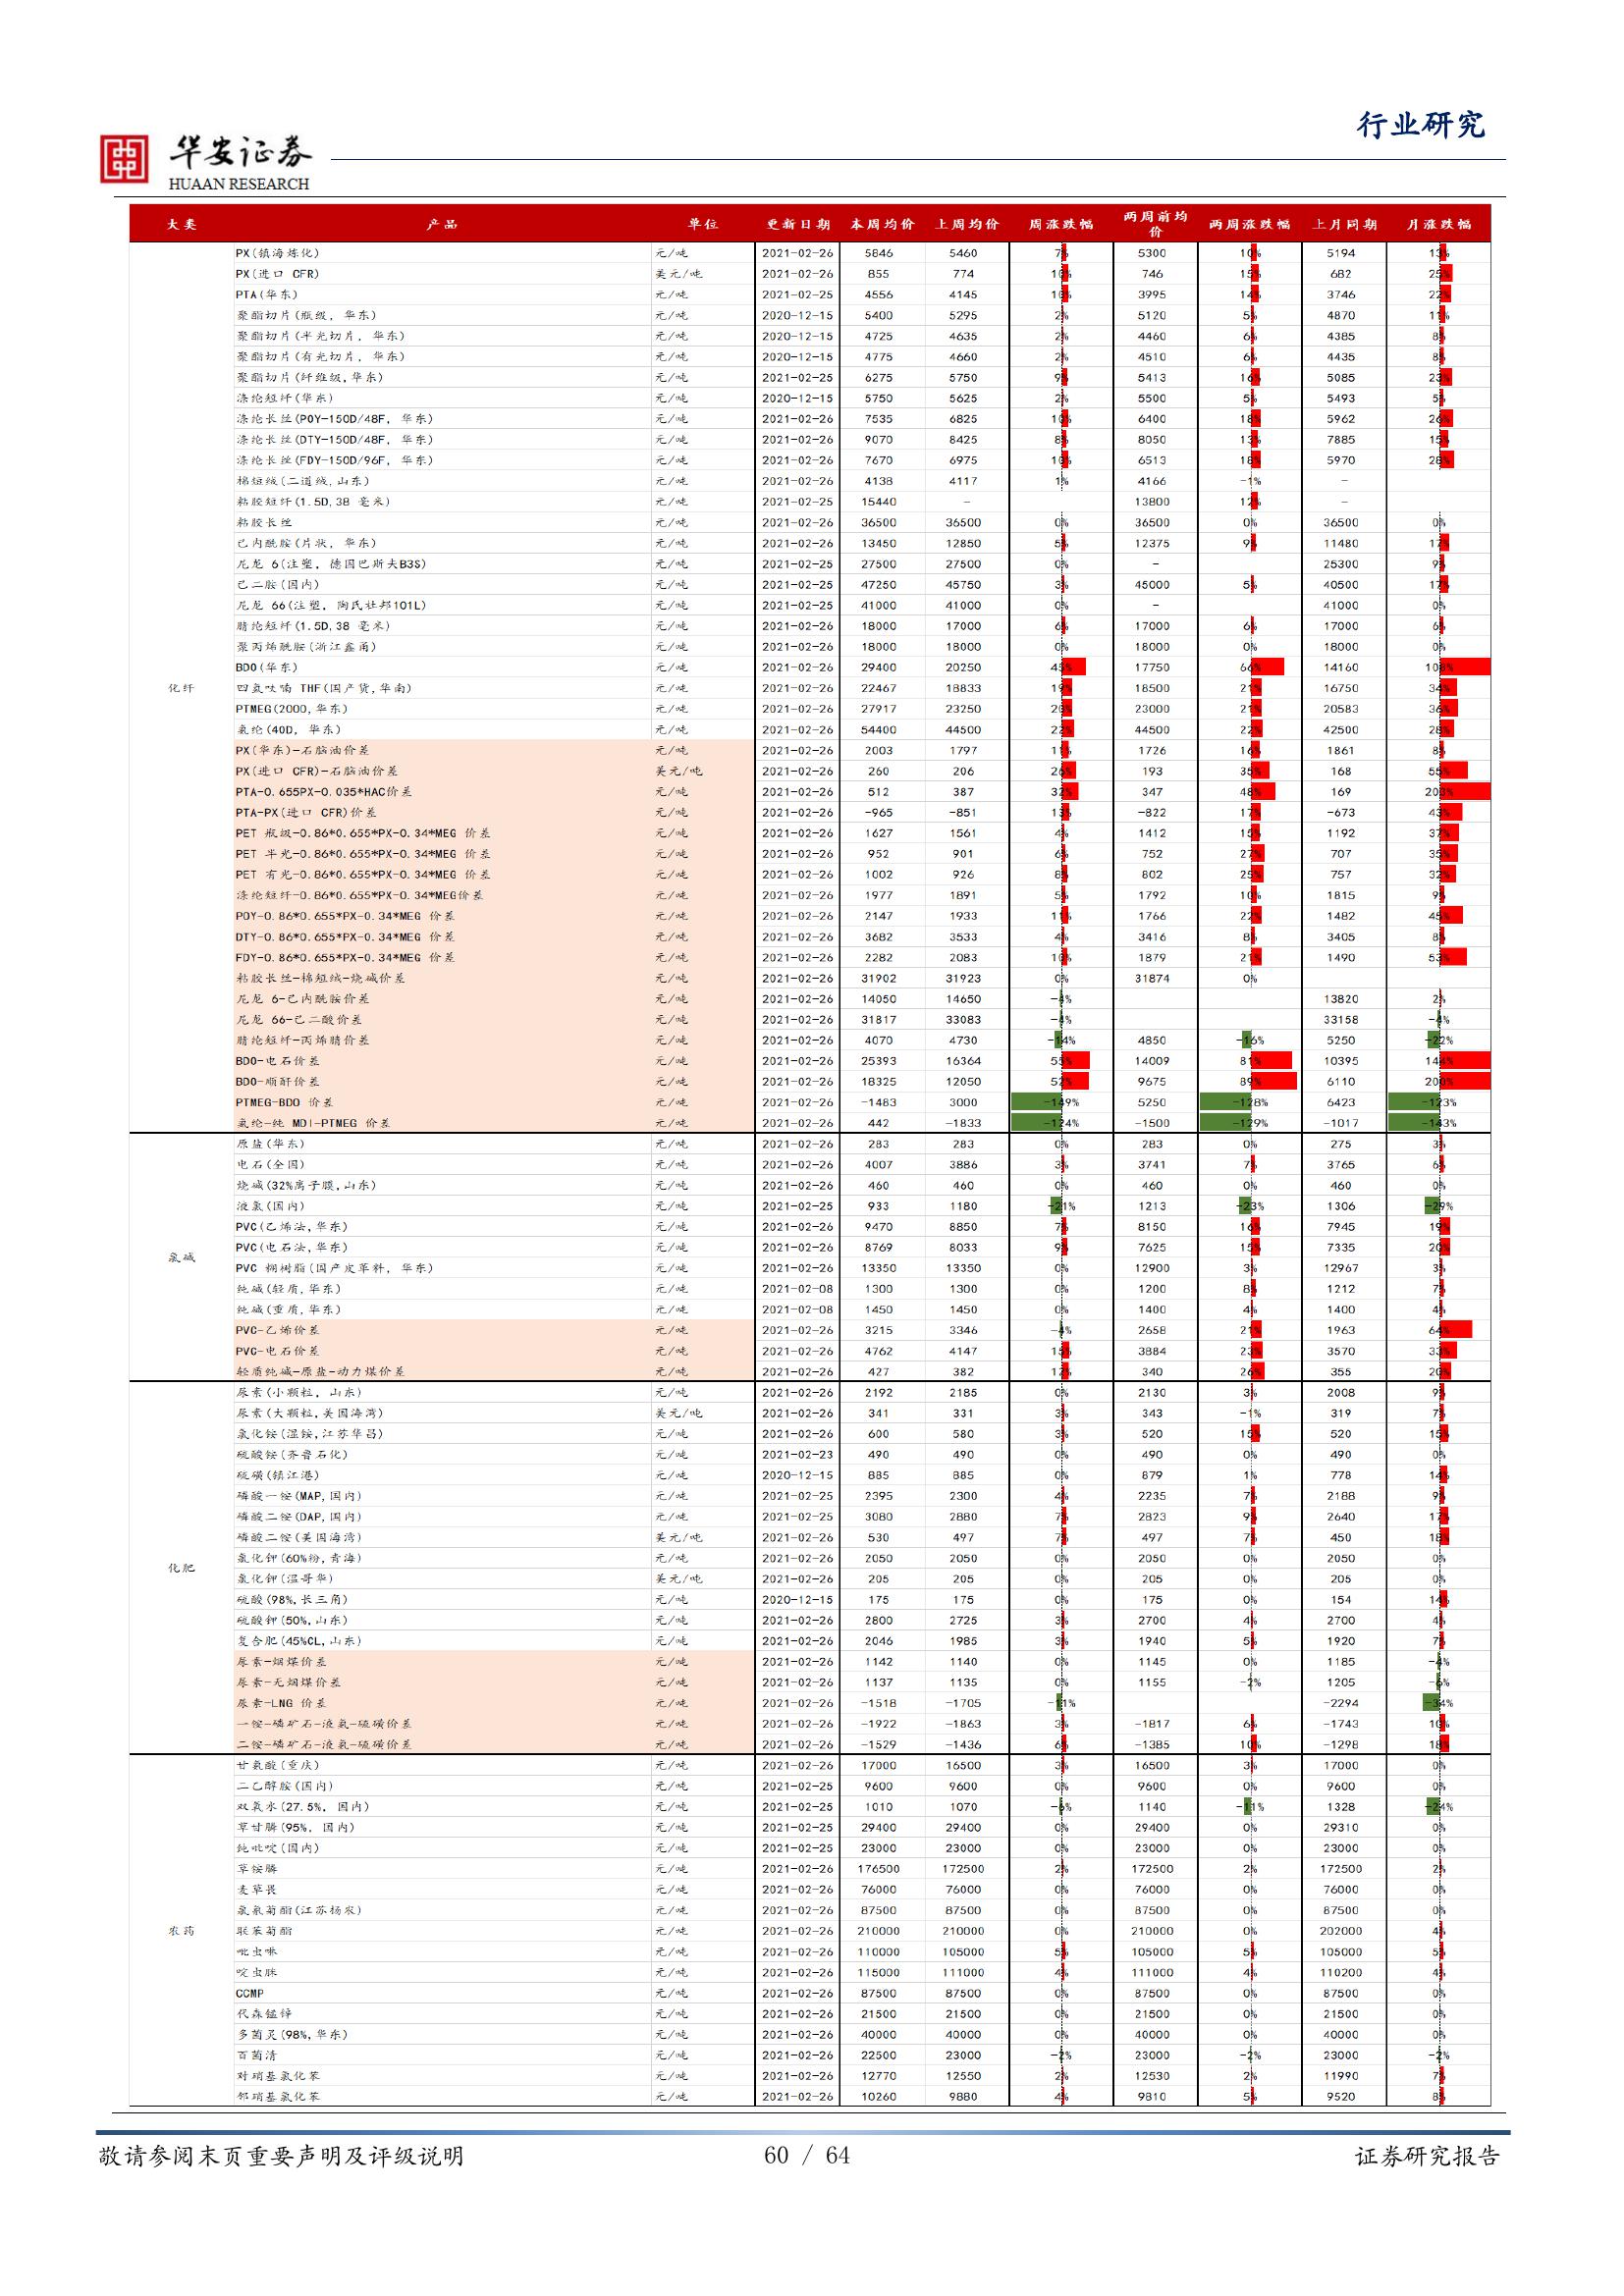 行业研究
华安证券
HUAAN RESEARCH
大类 产品 单位 更新日期 本周均价 上周均价 周涨跌幅 两周前均价 两周涨跌幅 上月同期 月涨跌幅
化纤
PX(镇海炼化) 元/吨 2021-02-26 5846 5460 7% 5300 10% 5194 13%
PX(进口 CFR) 美元/吨 2021-02-26 855 774 10% 746 15% 682 25%
PTA(华东) 元/吨 2021-02-25 4556 4145 10% 3995 14% 3746 22%
聚酯切片(瓶级, 华东) 元/吨 2020-12-15 5400 5295 2% 5120 5% 4870 11%
聚酯切片(半光切片, 华东) 元/吨 2020-12-15 4725 4635 2% 4460 6% 4385 8%
聚酯切片(有光切片, 华东) 元/吨 2020-12-15 4775 4660 2% 4510 6% 4435 8%
聚酯切片(纤维级,华东) 元/吨 2021-02-25 6275 5750 9% 5413 16% 5085 23%
涤纶短纤(华东) 元/吨 2020-12-15 5750 5625 2% 5500 5% 5493 5%
涤纶长丝(POY-150D/48F, 华东) 元/吨 2021-02-26 7535 6825 10% 6400 18% 5962 26%
涤纶长丝(DTY-150D/48F, 华东) 元/吨 2021-02-26 9070 8425 8% 8050 13% 7885 15%
涤纶长丝(FDY-150D/96F, 华东) 元/吨 2021-02-26 7670 6975 10% 6513 18% 5970 28%
棉短绒(二道绒,山东) 元/吨 2021-02-26 4138 4117 1% 4166 -1% -
粘胶短纤(1.5D,38 毫米) 元/吨 2021-02-25 15440 - 13800 12% -
粘胶长丝 元/吨 2021-02-26 36500 36500 0% 36500 0% 36500 0%
己内酰胺(片状, 华东) 元/吨 2021-02-26 13450 12850 5% 12375 9% 11480 17%
尼龙 6(注塑, 德国巴斯夫B3S) 元/吨 2021-02-25 27500 27500 0% - 25300 9%
己二胺(国内) 元/吨 2021-02-26 47250 45750 3% 45000 5% 40500 17%
尼龙 66(注塑, 陶氏杜邦101L) 元/吨 2021-02-25 41000 41000 0% - 41000 0%
腈纶短纤(1.5D,38 毫米) 元/吨 2021-02-26 18000 17000 6% 17000 6% 17000 6%
聚丙烯酰胺(浙江鑫甬) 元/吨 2021-02-26 18000 18000 0% 18000 0% 18000 0%
BDO(华东) 元/吨 2021-02-26 29400 20250 45% 17750 66% 14160 108%
四氢呋喃 THF(国产货,华南) 元/吨 2021-02-26 22467 18833 19% 18500 21% 16750 34%
PTMEG(2000,华东) 元/吨 2021-02-26 27917 23250 20% 23000 21% 20583 36%
氨纶(40D, 华东) 元/吨 2021-02-26 54400 44500 22% 44500 22% 42500 28%
PX(华东)-石脑油价差 元/吨 2021-02-26 2003 1797 11% 1726 16% 1861 8%
PX(进口 CFR)-石脑油价差 美元/吨 2021-02-26 260 206 26% 193 35% 168 55%
PTA-0.655PX-0.035*HAC价差 元/吨 2021-02-26 512 387 32% 347 48% 169 203%
PTA-PX(进口 CFR)价差 元/吨 2021-02-26 -965 -851 13% -822 17% -673 43%
PET 瓶级-0.86*0.655*PX-0.34*MEG 价差 元/吨 2021-02-26 1627 1561 4% 1412 15% 1192 37%
PET 半光-0.86*0.655*PX-0.34*MEG 价差 元/吨 2021-02-26 952 901 6% 752 27% 707 35%
PET 有光-0.86*0.655*PX-0.34*MEG 价差 元/吨 2021-02-26 1002 926 8% 802 25% 757 32%
涤纶短纤-0.86*0.655*PX-0.34*MEG价差 元/吨 2021-02-26 1977 1891 5% 1792 10% 1815 9%
POY-0.86*0.655*PX-0.34*MEG 价差 元/吨 2021-02-26 2147 1933 11% 1766 22% 1482 45%
DTY-0.86*0.655*PX-0.34*MEG 价差 元/吨 2021-02-26 3682 3533 4% 3416 8% 3405 8%
FDY-0.86*0.655*PX-0.34*MEG 价差 元/吨 2021-02-26 2282 2083 10% 1879 21% 1490 53%
粘胶长丝-棉短绒-烧碱价差 元/吨 2021-02-26 31902 31923 0% 31874 0%
尼龙 6-己内酰胺价差 元/吨 2021-02-26 14050 14650 -4% 13820 2%
尼龙 66-己二酸价差 元/吨 2021-02-26 31817 33083 -4% 33158 -4%
腈纶短纤-丙烯腈价差 元/吨 2021-02-26 4070 4730 -14% 4850 -16% 5250 -22%
BDO-电石价差 元/吨 2021-02-26 25393 16364 55% 14009 81% 10395 144%
BDO-顺酐价差 元/吨 2021-02-26 18325 12050 52% 9675 89% 6110 200%
PTMEG-BDO 价差 元/吨 2021-02-26 -1483 3000 -149% 5250 -128% 6423 -123%
氨纶-纯 MDI-PTMEG 价差 元/吨 2021-02-26 442 -1833 -124% -1500 -129% -1017 -143%
氯碱
原盐(华东) 元/吨 2021-02-26 283 283 0% 283 0% 275 3%
电石(全国) 元/吨 2021-02-26 4007 3886 3% 3741 7% 3765 6%
烧碱(32%离子膜,山东) 元/吨 2021-02-26 460 460 0% 460 0% 460 0%
液氯(国内) 元/吨 2021-02-25 933 1180 -21% 1213 -23% 1306 -29%
PVC(乙烯法,华东) 元/吨 2021-02-26 9470 8850 7% 8150 16% 7945 19%
PVC(电石法,华东) 元/吨 2021-02-26 8769 8033 9% 7625 15% 7335 20%
PVC 糊树脂(国产皮革料, 华东) 元/吨 2021-02-26 13350 13350 0% 12900 3% 12967 3%
纯碱(轻质,华东) 元/吨 2021-02-08 1300 1300 0% 1200 8% 1212 7%
纯碱(重质,华东) 元/吨 2021-02-08 1450 1450 0% 1400 4% 1400 4%
PVC-乙烯价差 元/吨 2021-02-26 3215 3346 -4% 2658 21% 1963 64%
PVC-电石价差 元/吨 2021-02-26 4762 4147 15% 3884 23% 3570 33%
轻质纯碱-原盐-动力煤价差 元/吨 2021-02-26 427 382 12% 340 26% 355 20%
化肥
尿素(小颗粒, 山东) 元/吨 2021-02-26 2192 2185 0% 2130 3% 2008 9%
尿素(大颗粒,美国海湾) 美元/吨 2021-02-26 341 331 3% 343 -1% 319 7%
氯化铵(湿铵,江苏华昌) 元/吨 2021-02-26 600 580 3% 520 15% 520 15%
硫酸铵(齐鲁石化) 元/吨 2021-02-23 490 490 0% 490 0% 490 0%
硫磺(镇江港) 元/吨 2020-12-15 885 885 0% 879 1% 778 14%
磷酸一铵(MAP,国内) 元/吨 2021-02-25 2395 2300 4% 2235 7% 2188 9%
磷酸二铵(DAP,国内) 元/吨 2021-02-25 3080 2880 7% 2823 9% 2640 17%
磷酸二铵(美国海湾) 美元/吨 2021-02-26 530 497 7% 497 7% 450 18%
氯化钾(60%粉,青海) 元/吨 2021-02-26 2050 2050 0% 2050 0% 2050 0%
氯化钾(温哥华) 美元/吨 2021-02-26 205 205 0% 205 0% 205 0%
硫酸(98%,长三角) 元/吨 2020-12-15 175 175 0% 175 0% 154 14%
硫酸钾(50%,山东) 元/吨 2021-02-26 2800 2725 3% 2700 4% 2700 4%
复合肥(45%CL,山东) 元/吨 2021-02-26 2046 1985 3% 1940 5% 1920 7%
尿素-烟煤价差 元/吨 2021-02-26 1142 1140 0% 1145 0% 1185 -4%
尿素-无烟煤价差 元/吨 2021-02-26 1137 1135 0% 1155 -2% 1205 -6%
尿素-LNG 价差 元/吨 2021-02-26 -1518 -1705 -11% -2294 -34%
一铵-磷矿石-液氨-硫磺价差 元/吨 2021-02-26 -1922 -1863 3% -1817 6% -1743 10%
二铵-磷矿石-液氨-硫磺价差 元/吨 2021-02-26 -1529 -1436 6% -1385 10% -1298 18%
农药
甘氨酸(重庆) 元/吨 2021-02-26 17000 16500 3% 16500 3% 17000 0%
二乙醇胺(国内) 元/吨 2021-02-25 9600 9600 0% 9600 0% 9600 0%
双氧水(27.5%, 国内) 元/吨 2021-02-25 1010 1070 -6% 1140 -11% 1328 -24%
草甘膦(95%, 国内) 元/吨 2021-02-25 29400 29400 0% 29400 0% 29310 0%
纯吡啶(国内) 元/吨 2021-02-25 23000 23000 0% 23000 0% 23000 0%
草铵膦 元/吨 2021-02-26 176500 172500 2% 172500 2% 172500 2%
麦草畏 元/吨 2021-02-26 76000 76000 0% 76000 0% 76000 0%
氯氰菊酯(江苏杨农) 元/吨 2021-02-26 87500 87500 0% 87500 0% 87500 0%
联苯菊酯 元/吨 2021-02-26 210000 210000 0% 210000 0% 202000 4%
吡虫啉 元/吨 2021-02-26 110000 105000 5% 105000 5% 105000 5%
啶虫脒 元/吨 2021-02-26 115000 111000 4% 111000 4% 110200 4%
CCMP 元/吨 2021-02-26 87500 87500 0% 87500 0% 87500 0%
代森锰锌 元/吨 2021-02-26 21500 21500 0% 21500 0% 21500 0%
多菌灵(98%,华东) 元/吨 2021-02-26 40000 40000 0% 40000 0% 40000 0%
百菌清 元/吨 2021-02-26 22500 23000 -2% 23000 -2% 23000 -2%
对硝基氯化苯 元/吨 2021-02-26 12770 12550 2% 12530 2% 11990 7%
邻硝基氯化苯 元/吨 2021-02-26 10260 9880 4% 9810 5% 9520 8%
敬请参阅末页重要声明及评级说明 60 / 64 证券研究报告